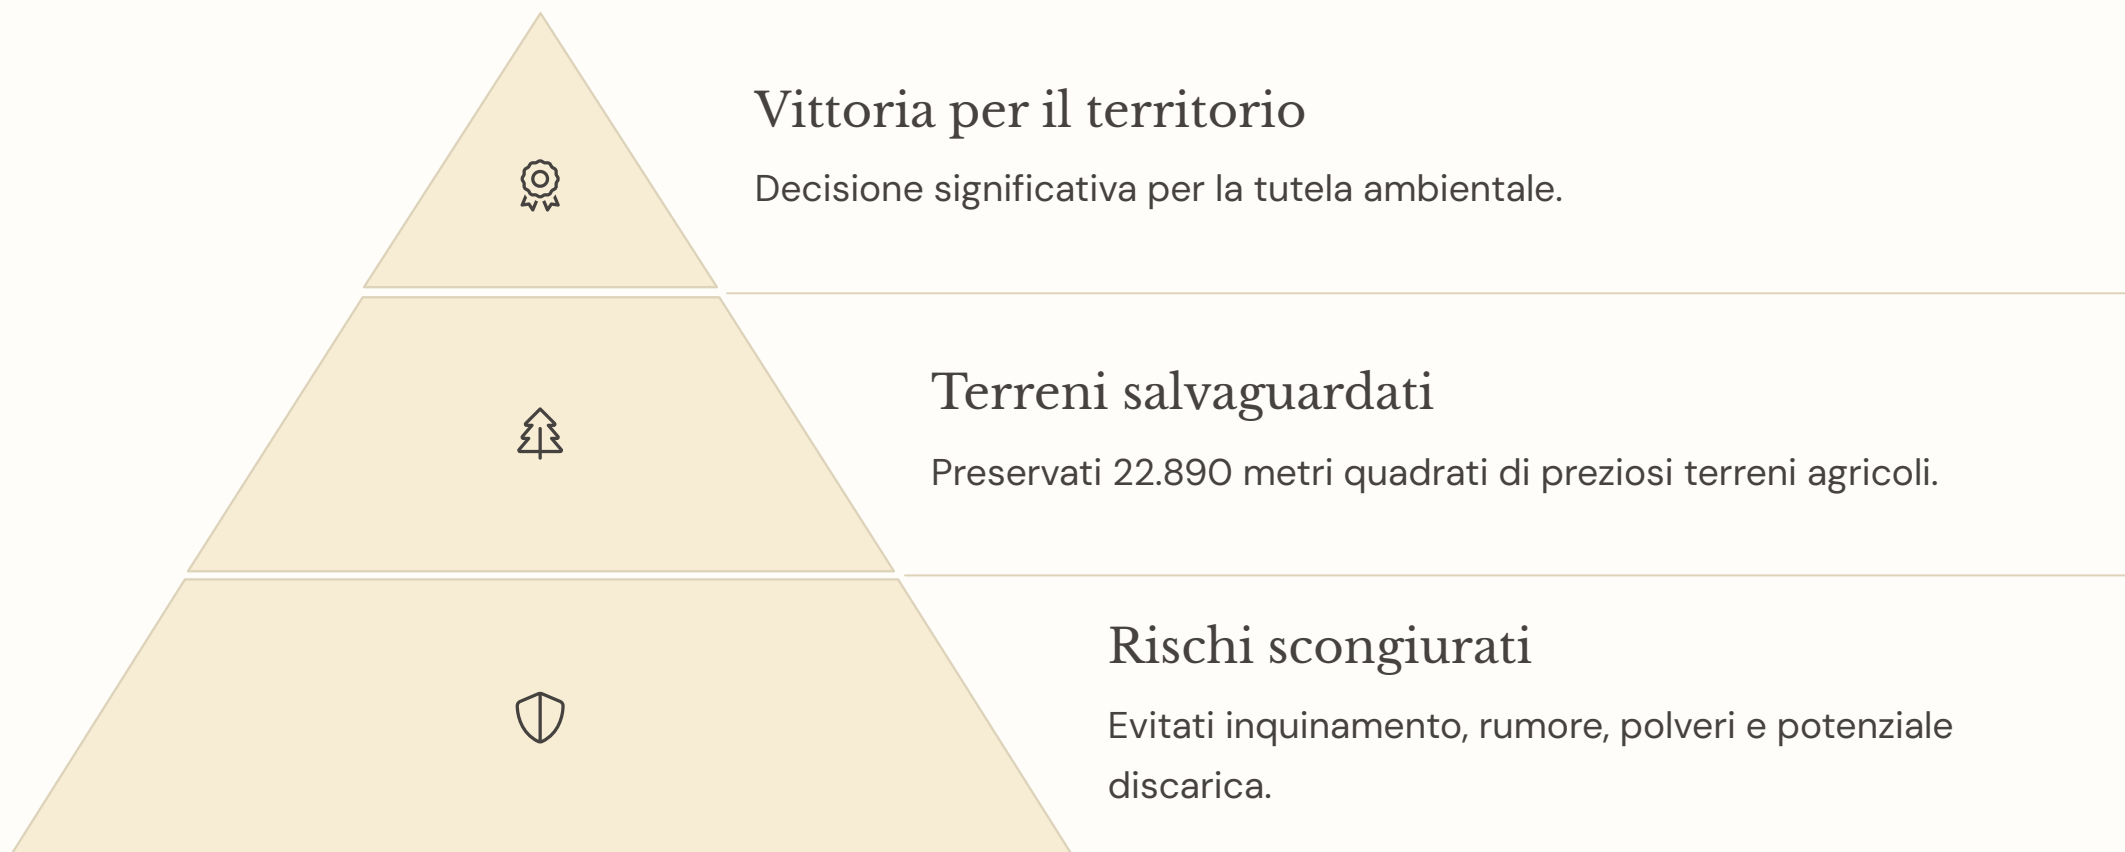 Vittoria per il territorio
Decisione significativa per la tutela ambientale.
Terreni salvaguardati
Preservati 22.890 metri quadrati di preziosi terreni agricoli.
Rischi scongiurati
Evitati inquinamento, rumore, polveri e potenziale
discarica.